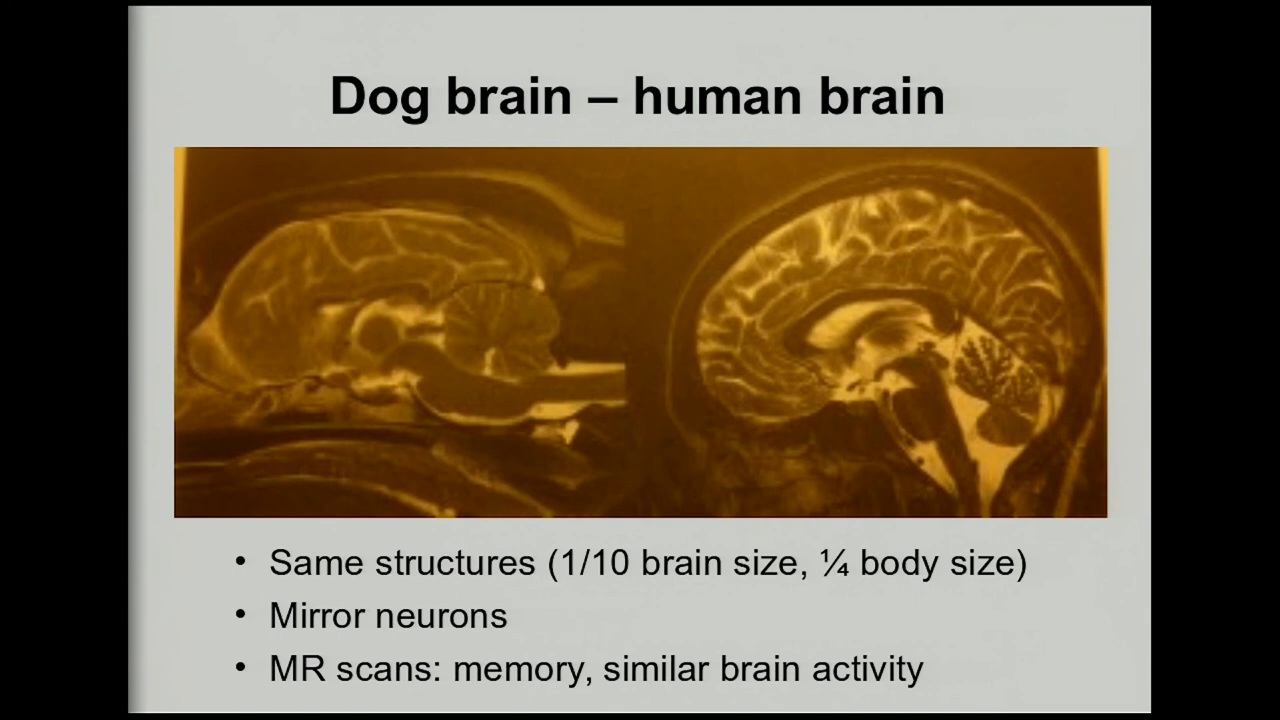 Dog brain – human brain
• Same structures (1/10 brain size, ¼ body size)
• Mirror neurons
• MR scans: memory, similar brain activity